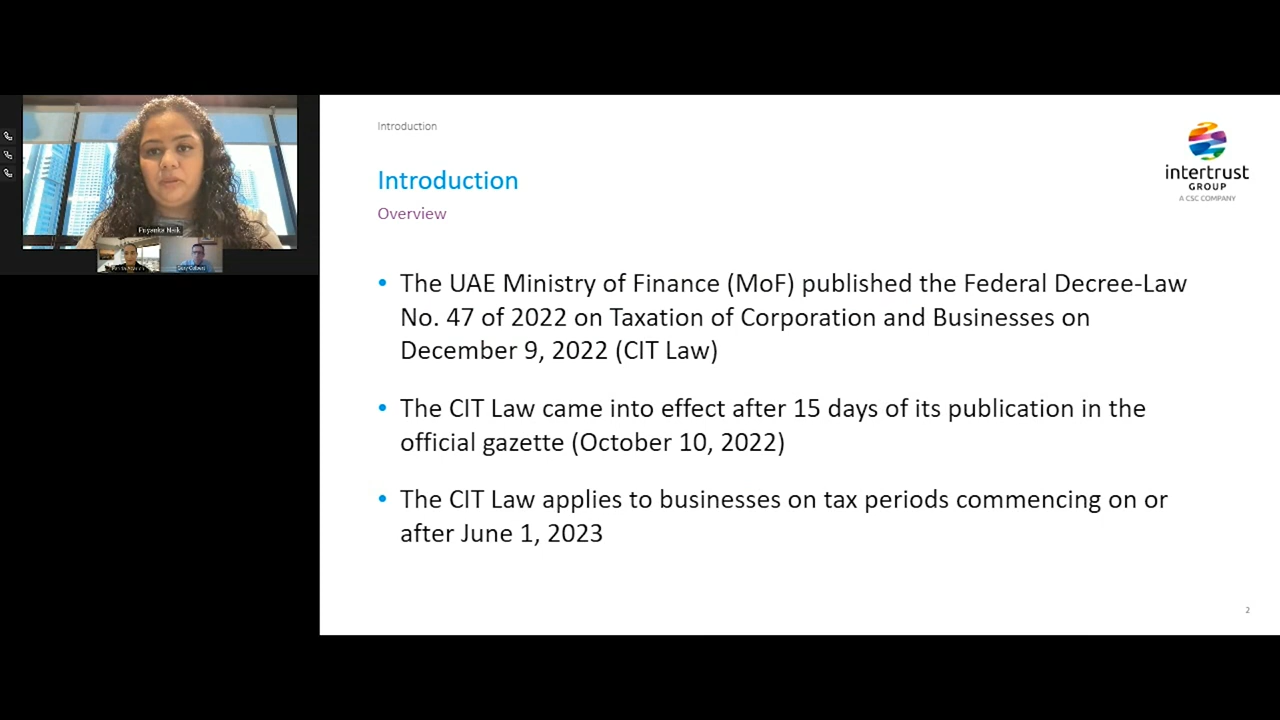 Priyanka Naik
Introduction
intertrust
GROUP
A CSC COMPANY
Introduction
Overview
• The UAE Ministry of Finance (MoF) published the Federal Decree-Law
No. 47 of 2022 on Taxation of Corporation and Businesses on
December 9, 2022 (CIT Law)
• The CIT Law came into effect after 15 days of its publication in the
official gazette (October 10, 2022)
• The CIT Law applies to businesses on tax periods commencing on or
after June 1, 2023
2